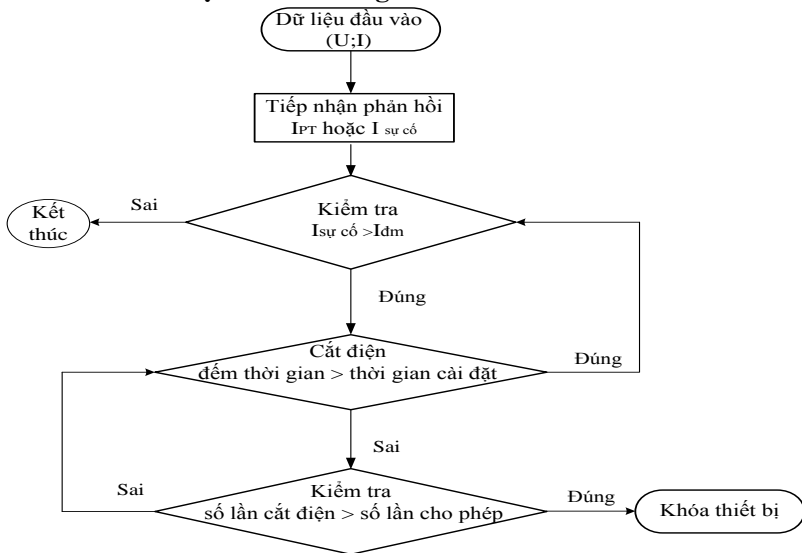 Dữ liệu đầu vào
(U;I)
Tiếp nhận phản hồi
IPT hoặc I sự cố
Kiểm tra
Isự cố >Iđm
Sai
Kết
thúc
Đúng
Cắt điện
đếm thời gian > thời gian cài đặt
Đúng
Sai
Kiểm tra
số lần cắt điện > số lần cho phép
Sai
Đúng
Khóa thiết bị